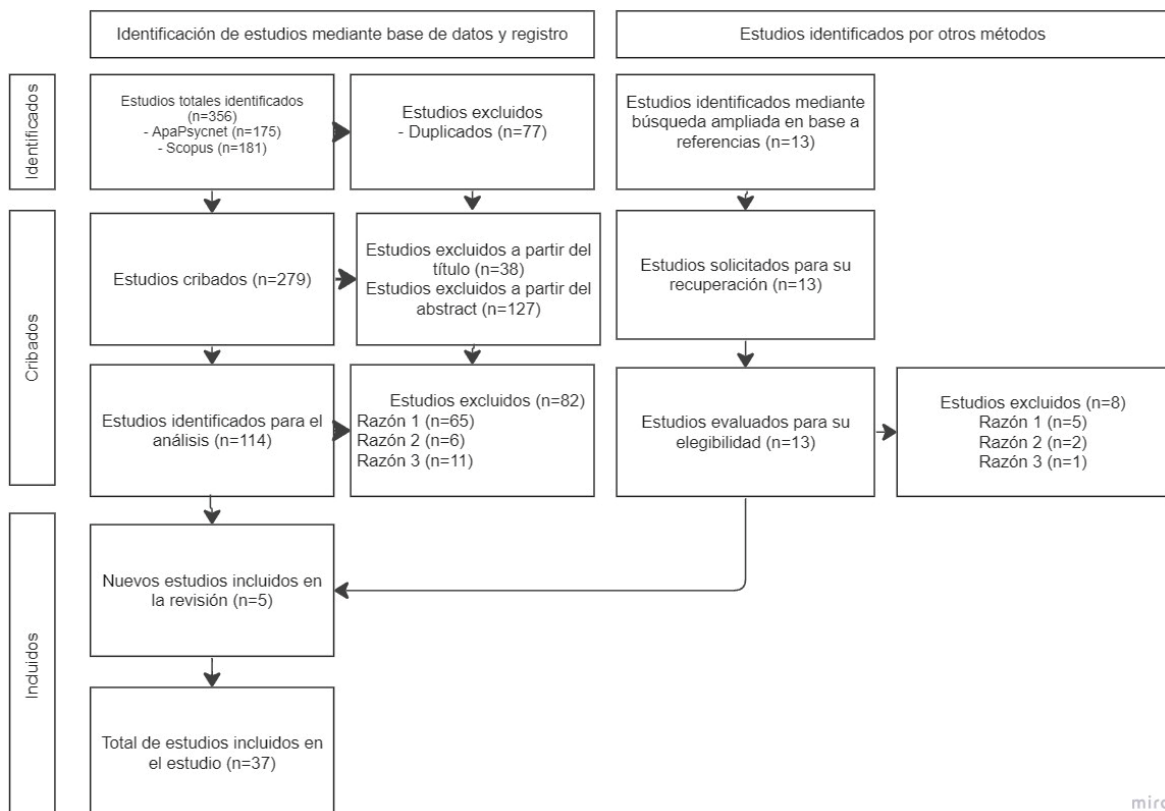 Identificación de estudios mediante base de datos y registro
Estudios identificados por otros métodos
Identificados
Estudios totales identificados
(n=356)
- ApaPsycnet (n=175)
- Scopus (n=181)
Estudios excluidos
- Duplicados (n=77)
Estudios identificados mediante
búsqueda ampliada en base a
referencias (n=13)
Cribados
Estudios cribados (n=279)
Estudios excluidos a partir del
título (n=38)
Estudios excluidos a partir del
abstract (n=127)
Estudios solicitados para su
recuperación (n=13)
Estudios identificados para el
análisis (n=114)
Estudios excluidos (n=82)
Razón 1 (n=65)
Razón 2 (n=6)
Razón 3 (n=11)
Estudios evaluados para su
elegibilidad (n=13)
Estudios excluidos (n=8)
Razón 1 (n=5)
Razón 2 (n=2)
Razón 3 (n=1)
Incluidos
Nuevos estudios incluidos en
la revisión (n=5)
Total de estudios incluidos en
el estudio (n=37)
miro